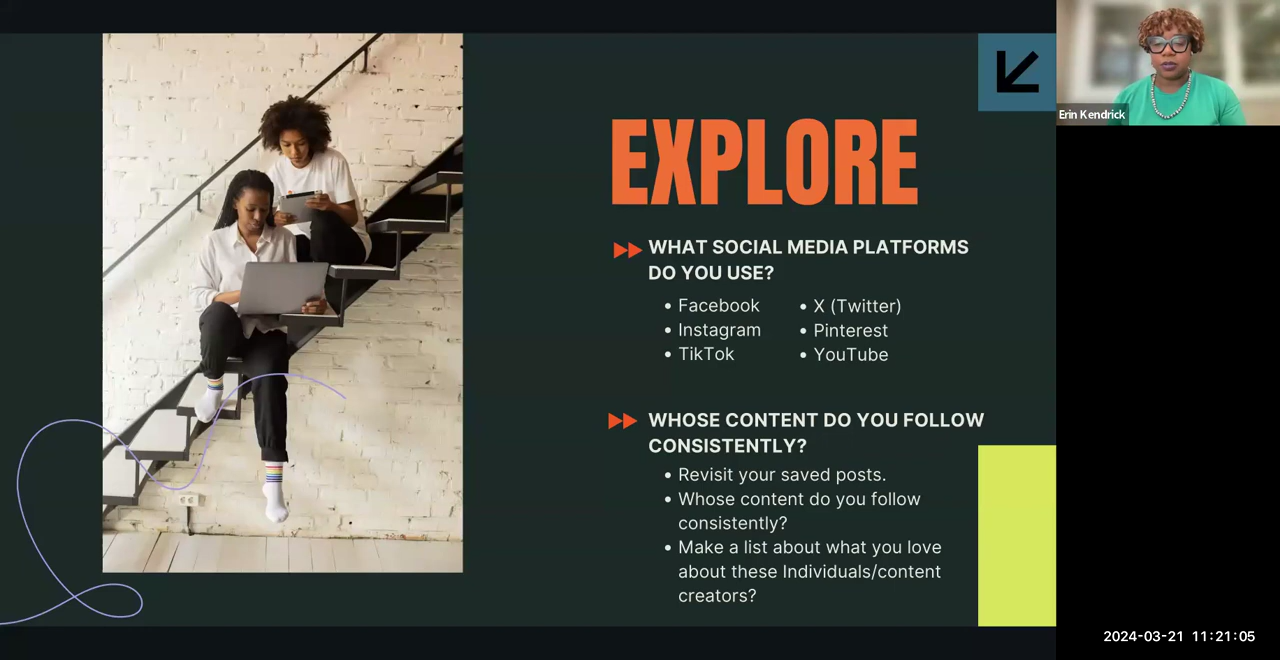 EXPLORE
WHAT SOCIAL MEDIA PLATFORMS
DO YOU USE?
• Facebook
• Instagram
• TikTok
• X (Twitter)
• Pinterest
• YouTube
WHOSE CONTENT DO YOU FOLLOW
CONSISTENTLY?
• Revisit your saved posts.
• Whose content do you follow
consistently?
• Make a list about what you love
about these Individuals/content
creators?
Erin Kendrick
2024-03-21 11:21:05